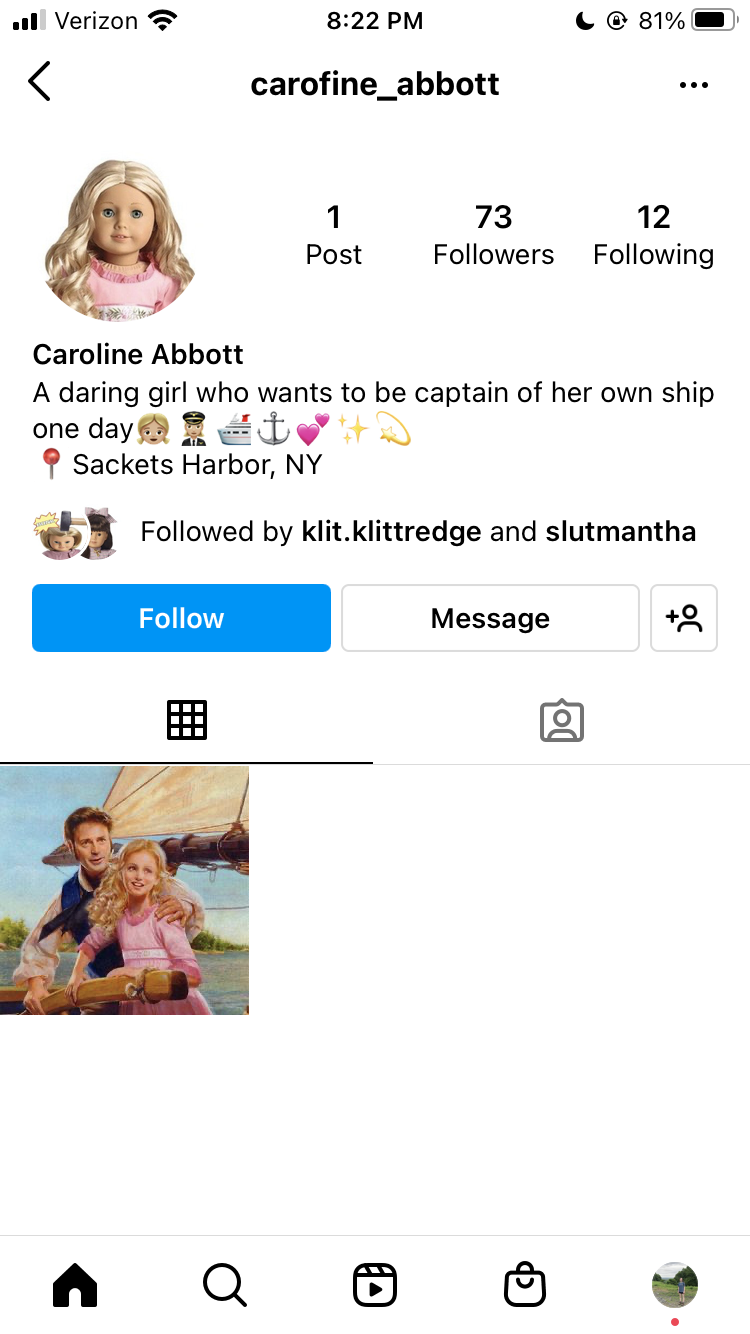 Verizon 8:22 PM 81%
carofine_abbott
1 73 12
Post Followers Following
Caroline Abbott
A daring girl who wants to be captain of her own ship
one day👧🏼👩🏼‍✈️🛳️⚓💕✨💫
📍 Sackets Harbor, NY
Followed by klit.klittredge and slutmantha
Follow Message